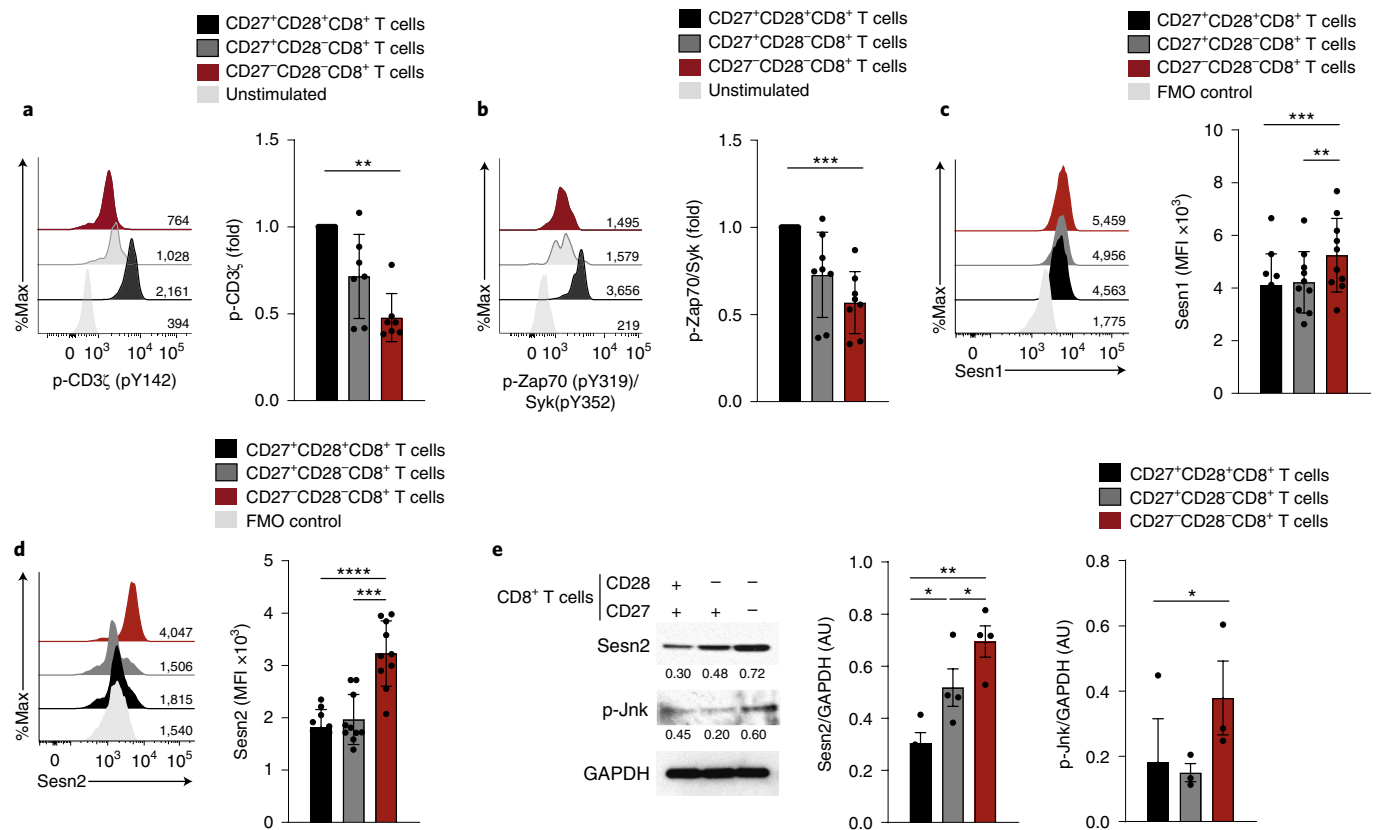 CD27⁺CD28⁺CD8⁺ T cells
CD27⁺CD28⁻CD8⁺ T cells
CD27⁻CD28⁻CD8⁺ T cells
Unstimulated
a
%Max
764
1,028
2,161
394
0 10³ 10⁴ 10⁵
p-CD3ζ (pY142)
p-CD3ζ (fold)
1.5
1.0
0.5
0.0
**
CD27⁺CD28⁺CD8⁺ T cells
CD27⁺CD28⁻CD8⁺ T cells
CD27⁻CD28⁻CD8⁺ T cells
Unstimulated
b
%Max
1,495
1,579
3,656
219
0 10³ 10⁴ 10⁵
p-Zap70 (pY319)/
Syk(pY352)
p-Zap70/Syk (fold)
1.5
1.0
0.5
0.0
***
CD27⁺CD28⁺CD8⁺ T cells
CD27⁺CD28⁻CD8⁺ T cells
CD27⁻CD28⁻CD8⁺ T cells
FMO control
c
%Max
5,459
4,956
4,563
1,775
0 10³ 10⁴ 10⁵
Sesn1
Sesn1 (MFI ×10³)
10
8
6
4
2
0
***
**
CD27⁺CD28⁺CD8⁺ T cells
CD27⁺CD28⁻CD8⁺ T cells
CD27⁻CD28⁻CD8⁺ T cells
FMO control
d
%Max
4,047
1,506
1,815
1,540
0 10³ 10⁴ 10⁵
Sesn2
Sesn2 (MFI ×10³)
5
4
3
2
1
0
****
***
e
CD8⁺ T cells
CD28 + − −
CD27 + + −
Sesn2
0.30 0.48 0.72
p-Jnk
0.45 0.20 0.60
GAPDH
Sesn2/GAPDH (AU)
1.0
0.8
0.6
0.4
0.2
0.0
**
* *
CD27⁺CD28⁺CD8⁺ T cells
CD27⁺CD28⁻CD8⁺ T cells
CD27⁻CD28⁻CD8⁺ T cells
p-Jnk/GAPDH (AU)
0.8
0.6
0.4
0.2
0.0
*